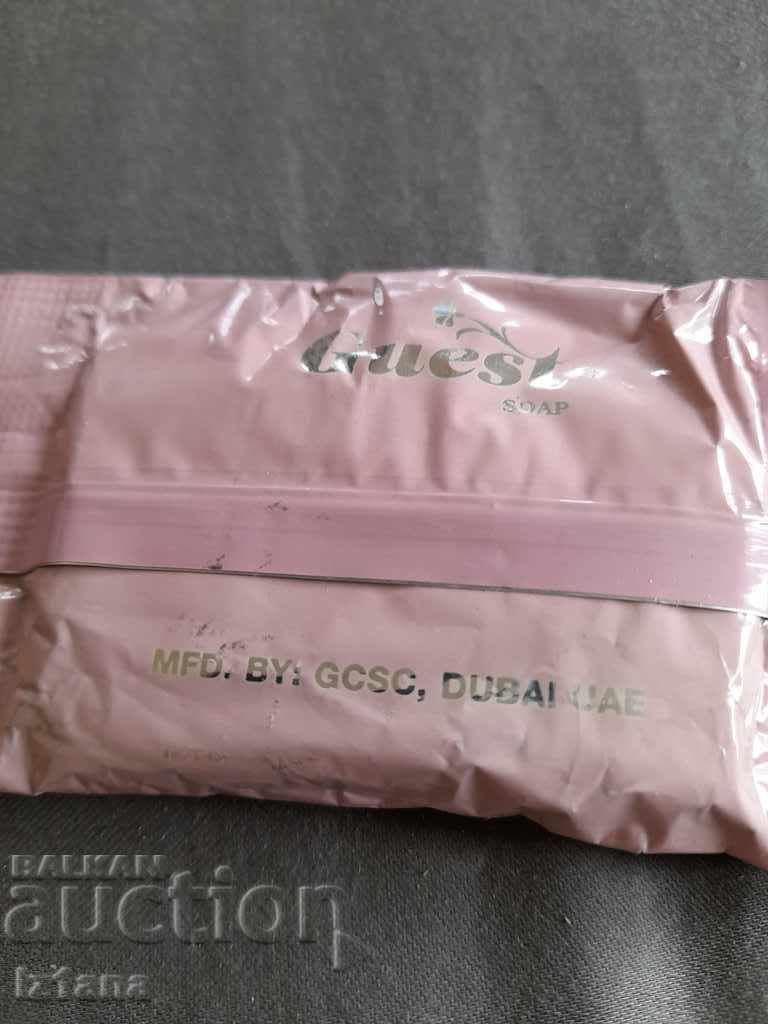 Guest
SOAP
MFD. BY: GCSC, DUBAI-UAE
BALKAN
auction
Iztana